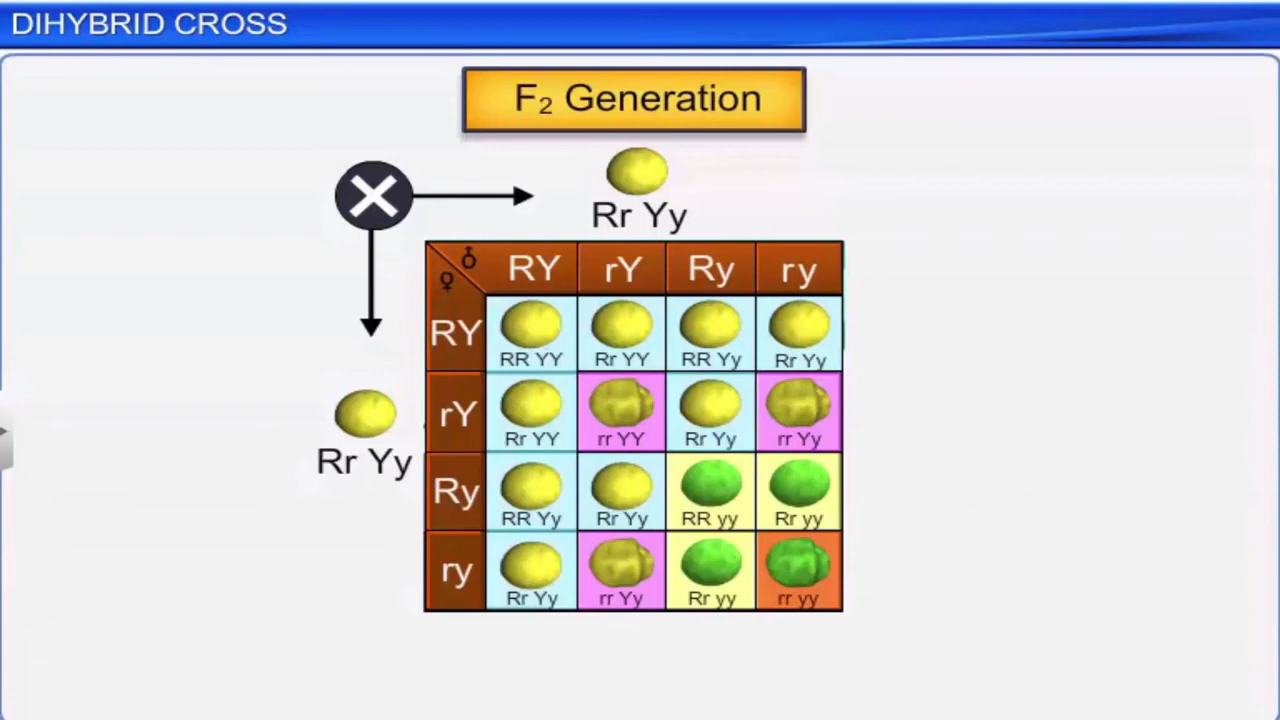 DIHYBRID CROSS
F₂ Generation
Rr Yy
♂ RY rY Ry ry
♀
RY
RR YY Rr YY RR Yy Rr Yy
rY
Rr YY rr YY Rr Yy rr Yy
Rr Yy
Ry
RR Yy Rr Yy RR yy Rr yy
ry
Rr Yy rr Yy Rr yy rr yy